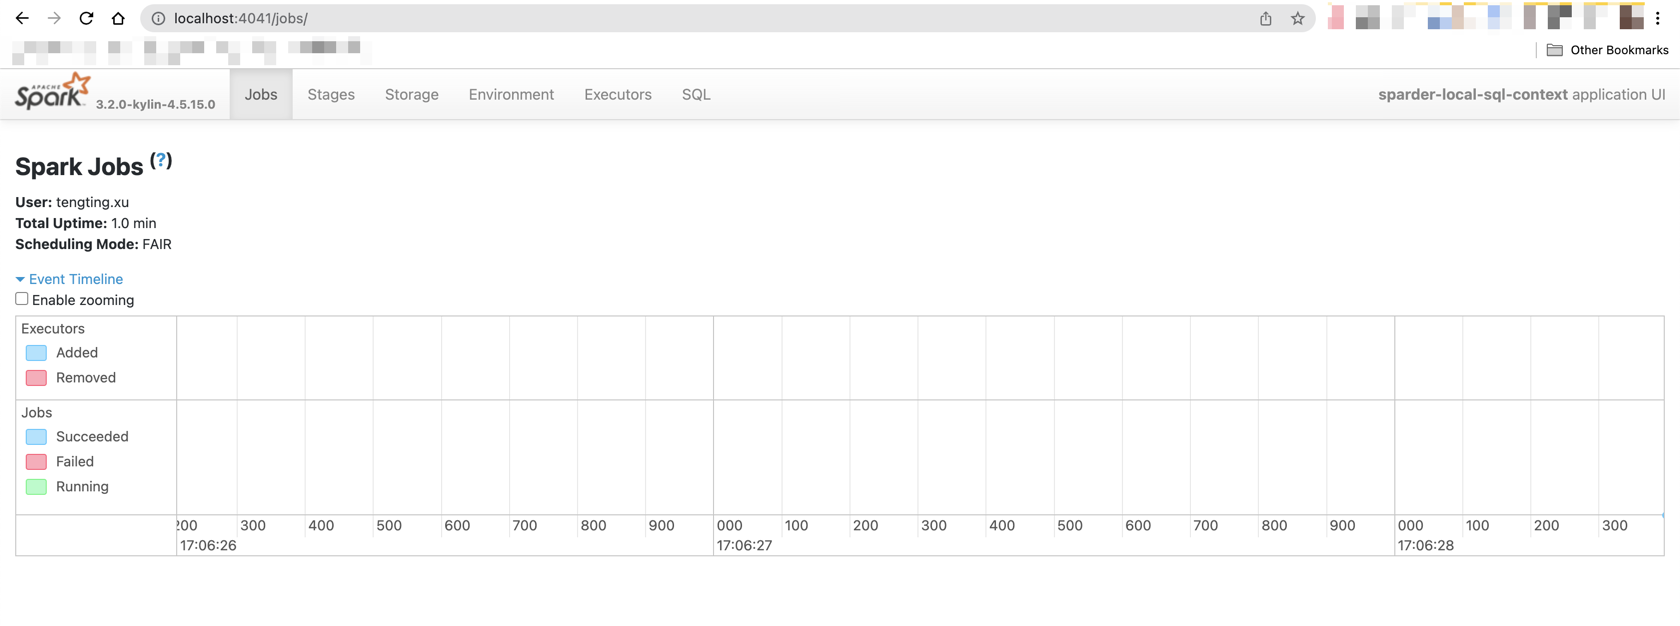 localhost:4041/jobs/
Other Bookmarks
APACHE
Spark 3.2.0-kylin-4.5.15.0 Jobs Stages Storage Environment Executors SQL sparder-local-sql-context application UI
Spark Jobs (?)
User: tengting.xu
Total Uptime: 1.0 min
Scheduling Mode: FAIR
Event Timeline
Enable zooming
Executors
Added
Removed
Jobs
Succeeded
Failed
Running
200 300 400 500 600 700 800 900 000 100 200 300 400 500 600 700 800 900 000 100 200 300
17:06:26 17:06:27 17:06:28